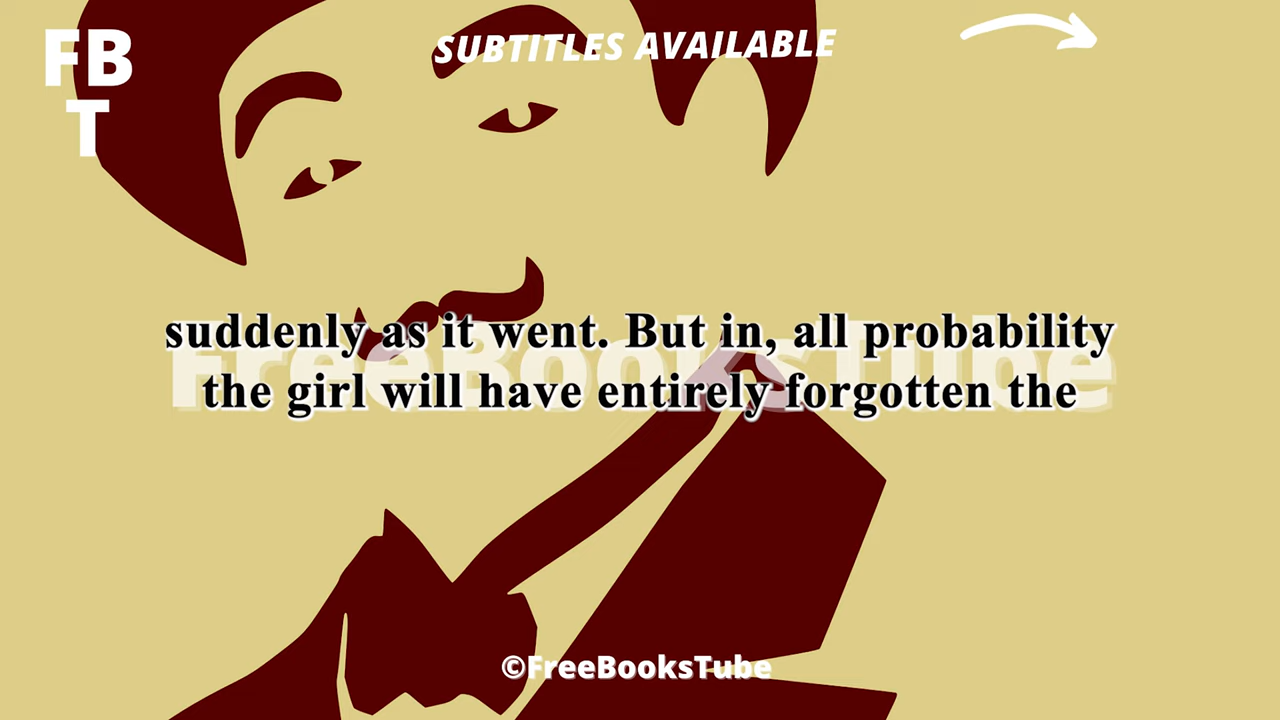 FB
T
SUBTITLES AVAILABLE
suddenly as it went. But in, all probability
FreeBooksTube
the girl will have entirely forgotten the
©FreeBooksTube